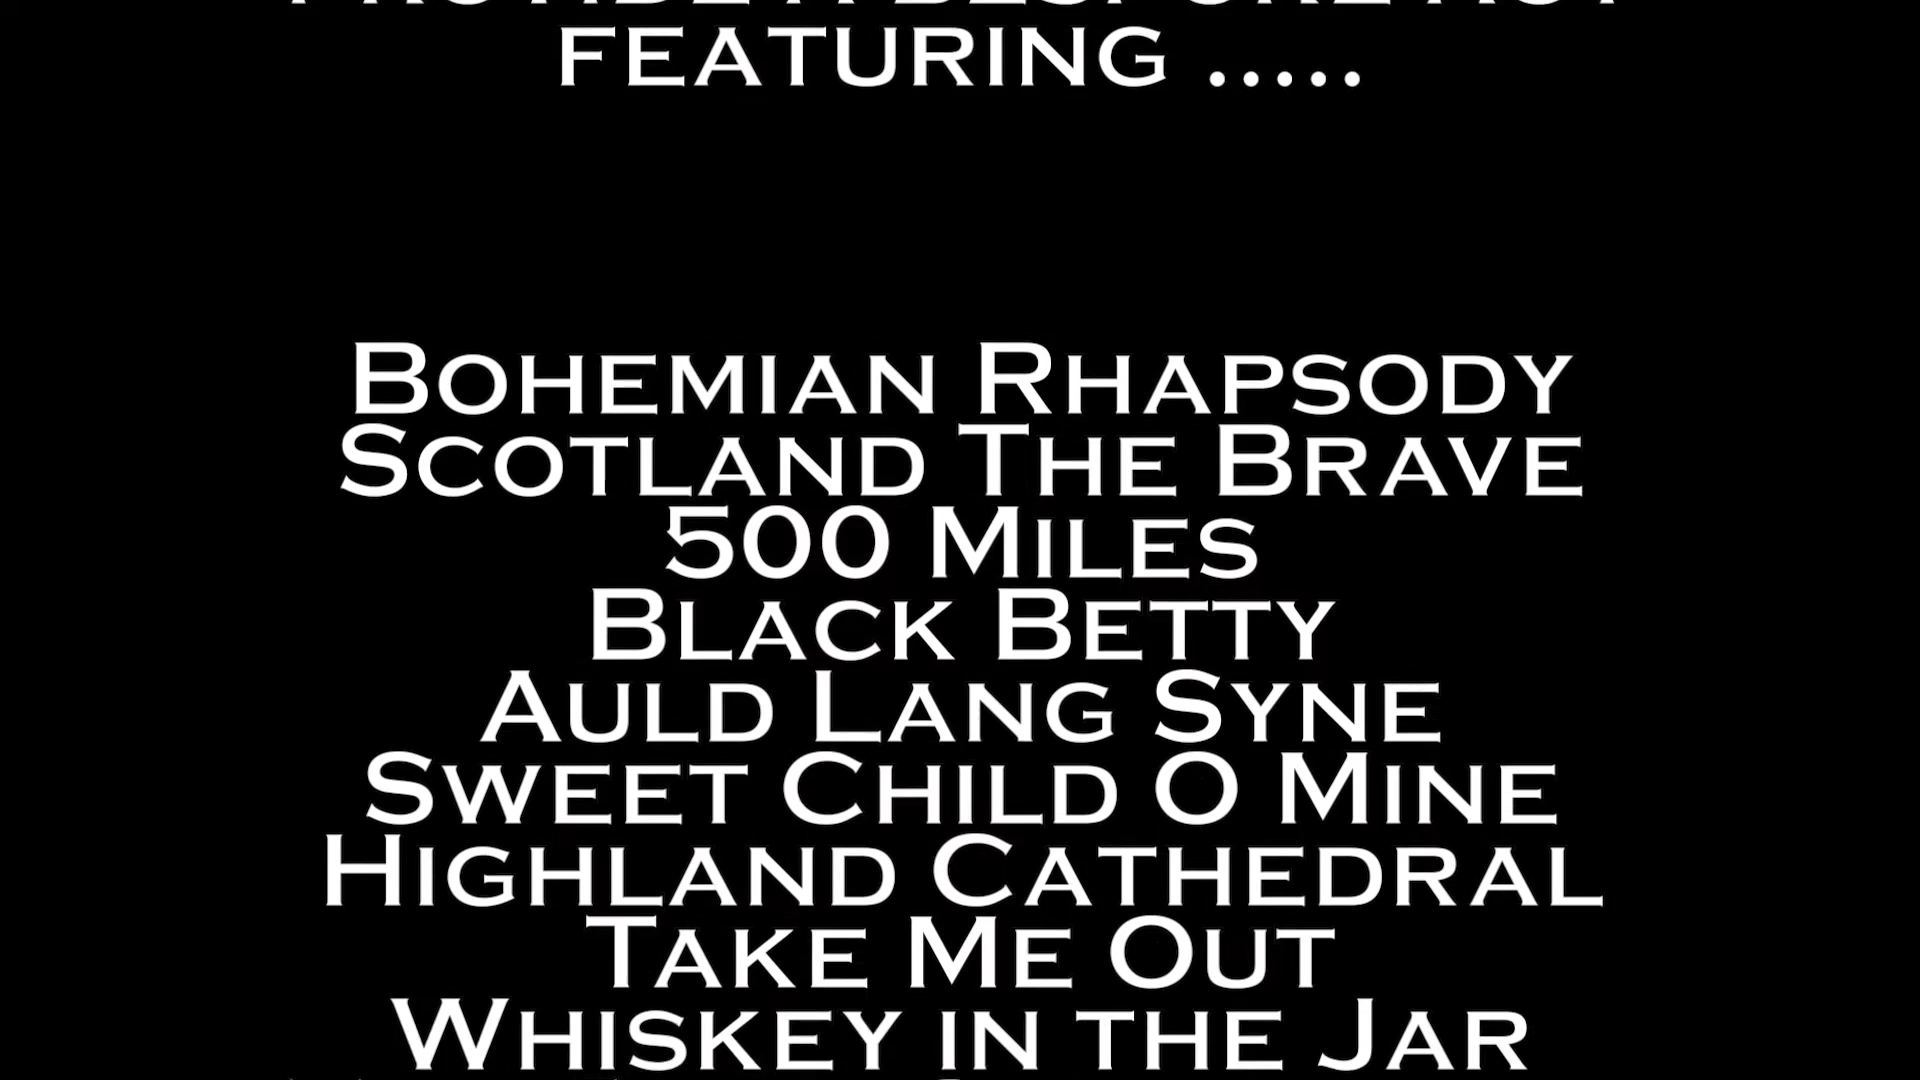 FEATURING .....
BOHEMIAN RHAPSODY
SCOTLAND THE BRAVE
500 MILES
BLACK BETTY
AULD LANG SYNE
SWEET CHILD O MINE
HIGHLAND CATHEDRAL
TAKE ME OUT
WHISKEY IN THE JAR